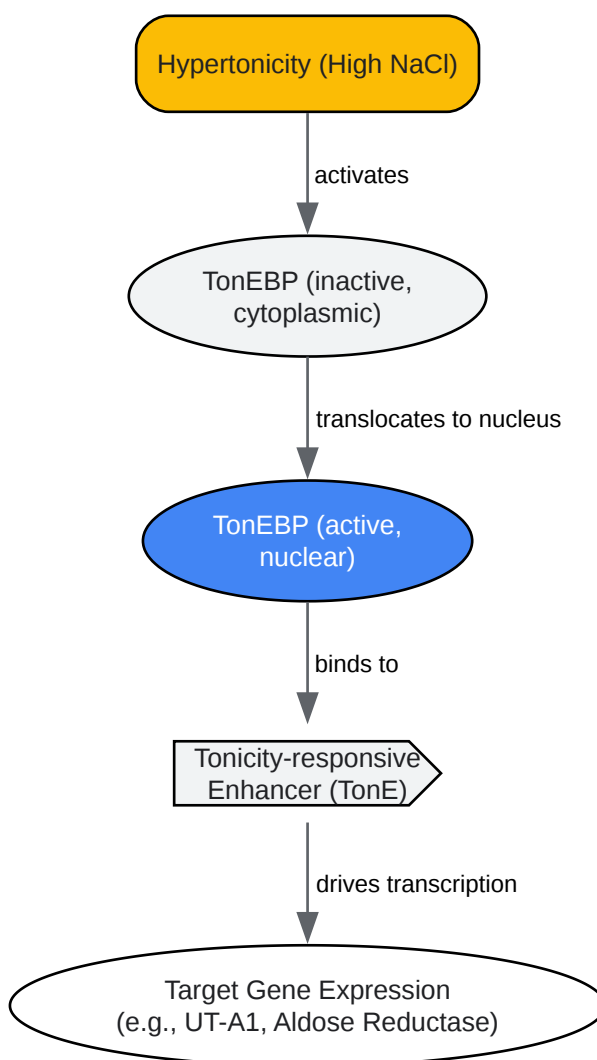 Hypertonicity (High NaCl)
activates
TonEBP (inactive,
cytoplasmic)
translocates to nucleus
TonEBP (active,
nuclear)
binds to
Tonicity-responsive
Enhancer (TonE)
drives transcription
Target Gene Expression
(e.g., UT-A1, Aldose Reductase)